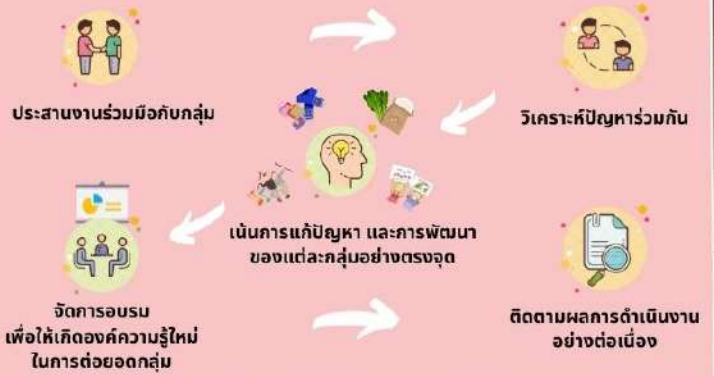 ประสานงานร่วมมือกับกลุ่ม
วิเคราะห์ปัญหาร่วมกัน
เน้นการแก้ปัญหา และการพัฒนา
ของแต่ละกลุ่มอย่างตรงจุด
จัดการอบรม
เพื่อให้เกิดองค์ความรู้ใหม่
ในการต่อยอดกลุ่ม
ติดตามผลการดำเนินงาน
อย่างต่อเนื่อง